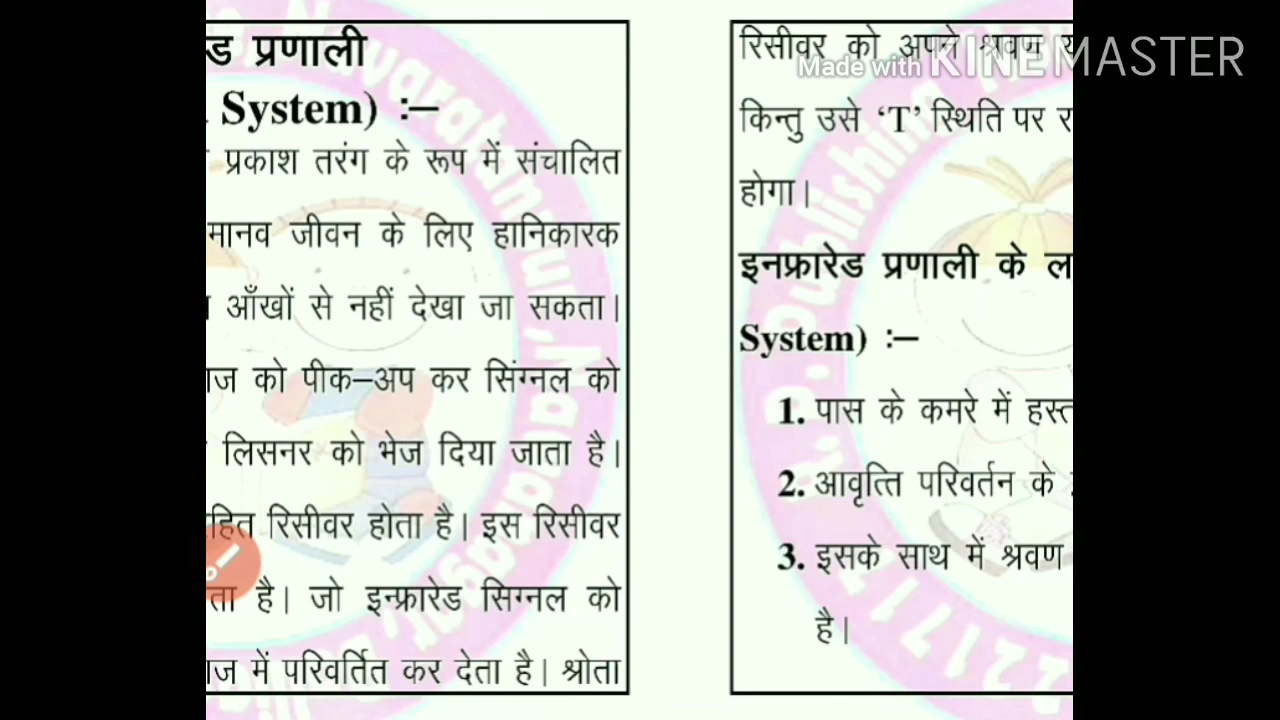 ड प्रणाली
System) :–
प्रकाश तरंग के रूप में संचालित
मानव जीवन के लिए हानिकारक
आँखों से नहीं देखा जा सकता।
को पीक–अप कर सिंग्नल को
लिसनर को भेज दिया जाता है।
रिसीवर होता है। इस रिसीवर
है। जो इन्फ्रारेड सिग्नल को
में परिवर्तित कर देता है। श्रोता
रिसीवर को अपने श्रवण
Made with KINEMASTER
किन्तु उसे ‘T’ स्थिति पर
होगा।
इनफ्रारेड प्रणाली के
System) :–
1. पास के कमरे में
2. आवृत्ति परिवर्तन के
3. इसके साथ में श्रवण
है।